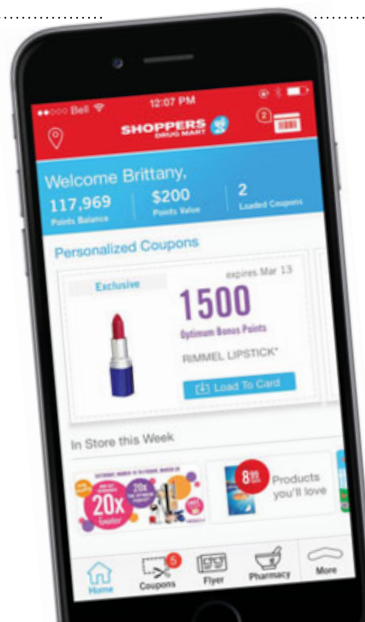 Bell
12:07 PM
SHOPPERS
DRUG MART
2
Welcome Brittany,
117,969
Points Balance
$200
Points Value
2
Loaded Coupons
Personalized Coupons
Exclusive
expires Mar 13
1500
Optimum Bonus Points
RIMMEL LIPSTICK*
Load To Card
In Store this Week
20x
20x
8 99
Products
you'll love
Home
Coupons
5
Flyer
Pharmacy
More